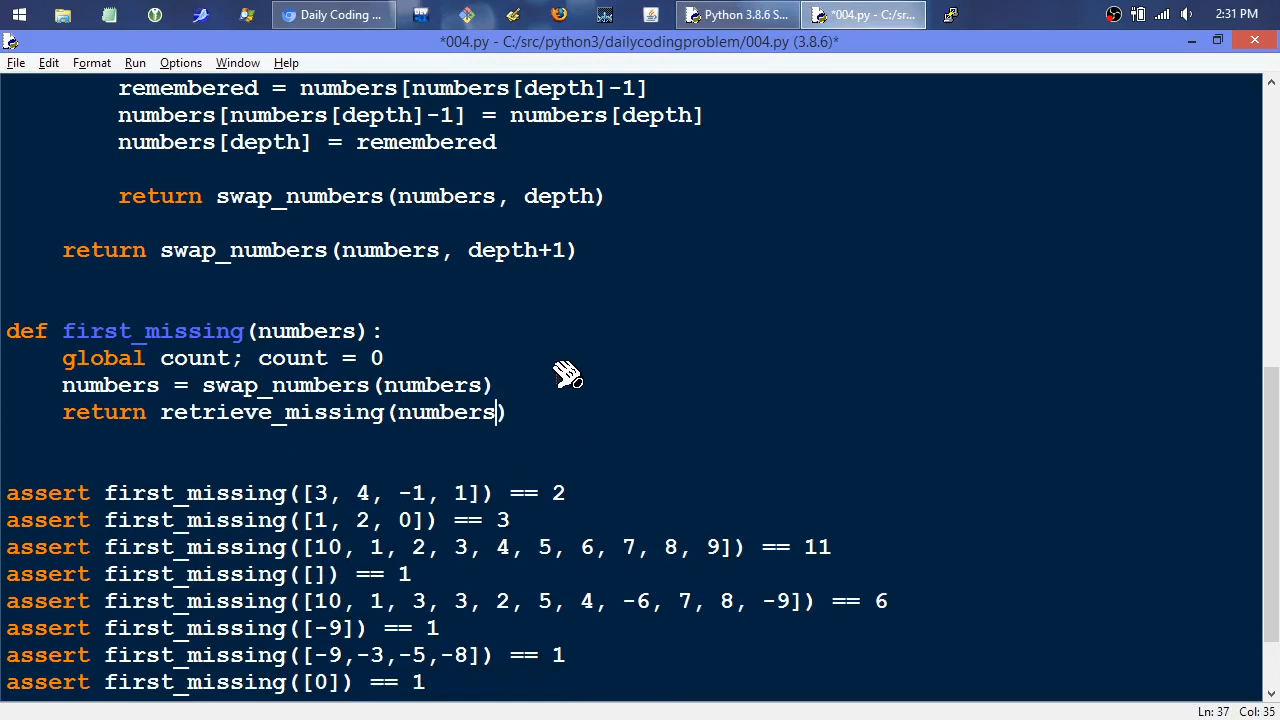 Daily Coding ...
Python 3.8.6 S...
*004.py - C:/sr...
2:31 PM
*004.py - C:/src/python3/dailycodingproblem/004.py (3.8.6)*
File Edit Format Run Options Window Help
remembered = numbers[numbers[depth]-1]
numbers[numbers[depth]-1] = numbers[depth]
numbers[depth] = remembered
return swap_numbers(numbers, depth)
return swap_numbers(numbers, depth+1)
def first_missing(numbers):
global count; count = 0
numbers = swap_numbers(numbers)
return retrieve_missing(numbers)
assert first_missing([3, 4, -1, 1]) == 2
assert first_missing([1, 2, 0]) == 3
assert first_missing([10, 1, 2, 3, 4, 5, 6, 7, 8, 9]) == 11
assert first_missing([]) == 1
assert first_missing([10, 1, 3, 3, 2, 5, 4, -6, 7, 8, -9]) == 6
assert first_missing([-9]) == 1
assert first_missing([-9,-3,-5,-8]) == 1
assert first_missing([0]) == 1
Ln: 37 Col: 35